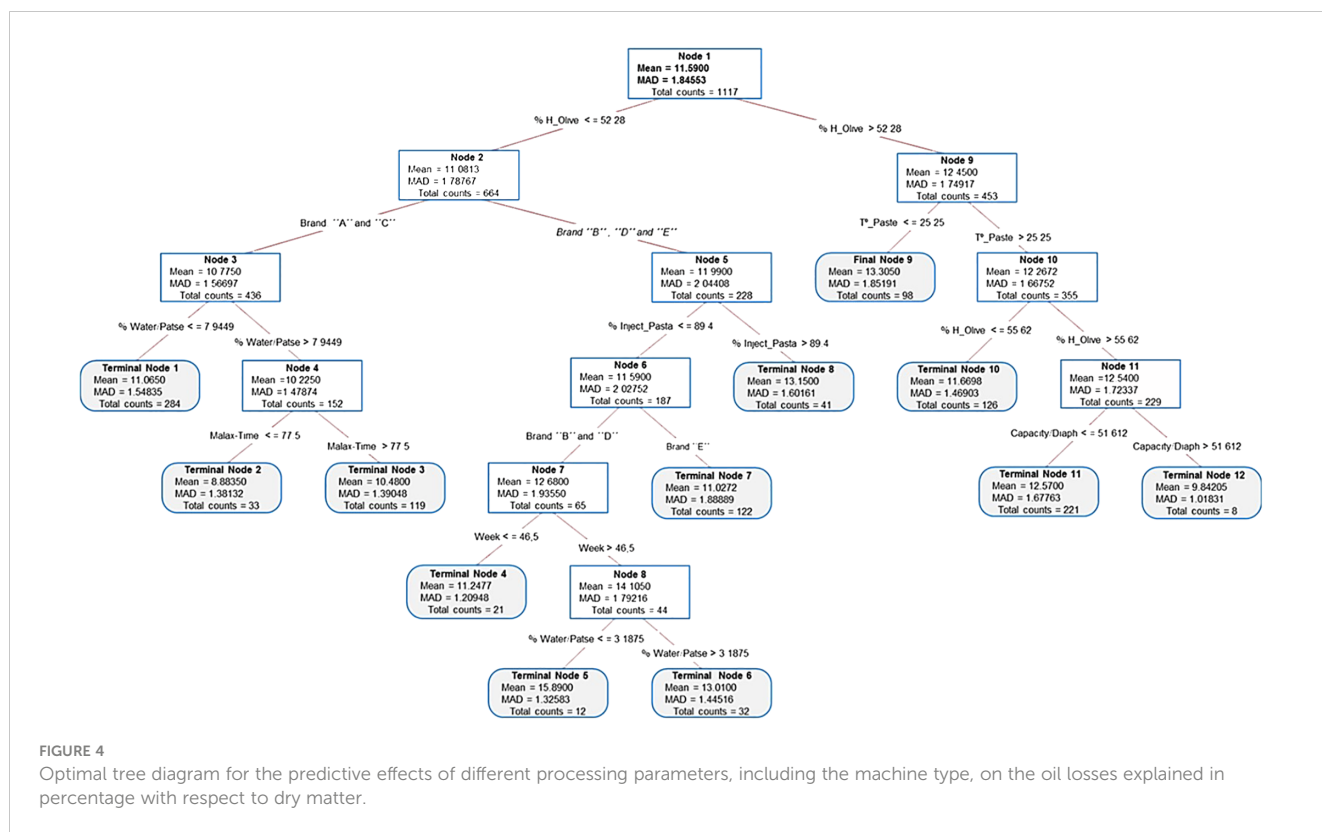 Node 1
Mean = 11.5900
MAD = 1.84553
Total counts = 1117
% H_Olive < = 52 28
% H_Olive > 52 28
Node 2
Mean = 11 0813
MAD = 1 78767
Total counts = 664
Node 9
Mean = 12 4500
MAD = 1 74917
Total counts = 453
Brand ´´A´´ and ´´C´´
Brand ´´B´´, ´´D´´ and ´´E´´
Tª_Paste < = 25 25
Tª_Paste > 25 25
Node 3
Mean = 10 7750
MAD = 1 56697
Total counts = 436
Node 5
Mean = 11 9900
MAD = 2 04408
Total counts = 228
Final Node 9
Mean = 13.3050
MAD = 1.85191
Total counts = 98
Node 10
Mean = 12 2672
MAD = 1 66752
Total counts = 355
% Water/Patse < = 7 9449
% Water/Patse > 7 9449
% Inject_Pasta < = 89 4
% Inject_Pasta > 89 4
% H_Olive < = 55 62
% H_Olive > 55 62
Terminal Node 1
Mean = 11.0650
MAD = 1.54835
Total counts = 284
Node 4
Mean =10 2250
MAD =1 47874
Total counts = 152
Node 6
Mean = 11 5900
MAD = 2 02752
Total counts = 187
Terminal Node 8
Mean = 13.1500
MAD = 1.60161
Total counts = 41
Terminal Node 10
Mean = 11.6698
MAD = 1.46903
Total counts = 126
Node 11
Mean =12 5400
MAD = 1.72337
Total counts = 229
Malax-Time < = 77 5
Malax-Time > 77 5
Brand ´´B´´ and ´´D´´
Brand ´´E´´
Capacity/Diaph < = 51 612
Capacity/Diaph > 51 612
Terminal Node 2
Mean = 8.88350
MAD = 1.38132
Total counts = 33
Terminal Node 3
Mean = 10.4800
MAD = 1.39048
Total counts = 119
Node 7
Mean = 12 6800
MAD = 1 93550
Total counts = 65
Terminal Node 7
Mean = 11.0272
MAD = 1.88889
Total counts = 122
Terminal Node 11
Mean = 12.5700
MAD = 1.67763
Total counts = 221
Terminal Node 12
Mean = 9.84205
MAD = 1.01831
Total counts = 8
Week < = 46,5
Week > 46,5
Terminal Node 4
Mean = 11.2477
MAD = 1.20948
Total counts = 21
Node 8
Mean = 14 1050
MAD = 1 79216
Total counts = 44
% Water/Patse < = 3 1875
% Water/Patse > 3 1875
Terminal Node 5
Mean = 15.8900
MAD = 1.32583
Total counts = 12
Terminal Node 6
Mean = 13.0100
MAD = 1.44516
Total counts = 32
FIGURE 4
Optimal tree diagram for the predictive effects of different processing parameters, including the machine type, on the oil losses explained in
percentage with respect to dry matter.